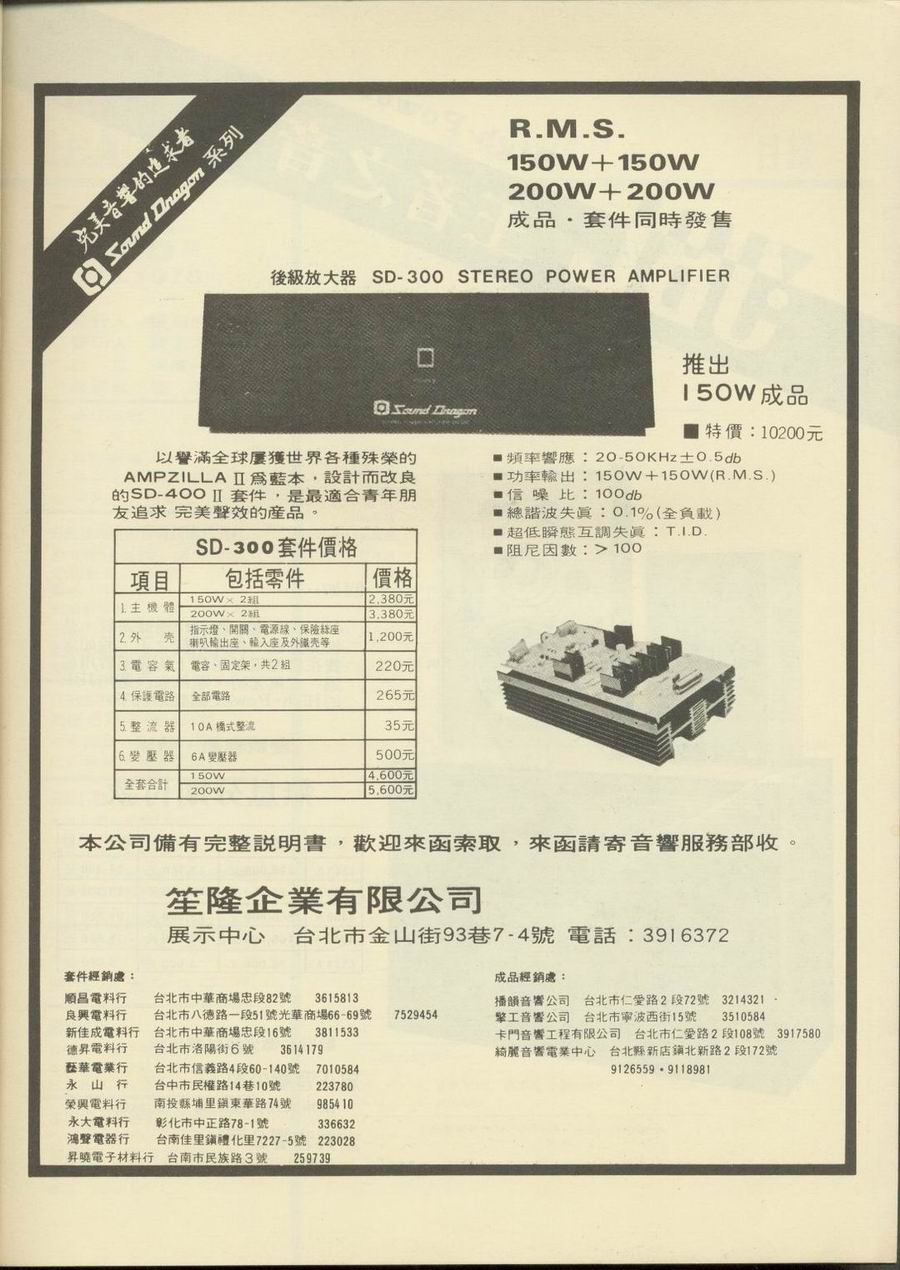 完美音響的追求者
Sound Dragon 系列
R.M.S.
150W+150W
200W+200W
成品·套件同時發售
後級放大器 SD-300 STEREO POWER AMPLIFIER
Sound Dragon
推出
150W成品
■特價：10200元
以譽滿全球屢獲世界各種殊榮的
AMPZILLA II 爲藍本，設計而改良
的SD-400 II 套件，是最適合青年朋
友追求 完美聲效的産品。
■頻率響應：20-50KHz±0.5db
■功率輸出：150W+150W(R.M.S.)
■信噪比：100db
■總諧波失眞：0.1%(全負載)
■超低瞬態互調失眞：T.I.D.
■阻尼因數：>100
SD-300套件價格
項目 包括零件 價格
1.主機體 150W×2組 2,380元
200W×2組 3,380元
2.外壳 指示燈、開關、電源線、保險絲座 喇叭輸出座、輸入座及外鐵壳等 1,200元
3.電容氣 電容、固定架，共2組 220元
4.保護電路 全部電路 265元
5.整流器 10A橋式整流 35元
6.變壓器 6A變壓器 500元
全套合計 150W 4,600元
200W 5,600元
本公司備有完整説明書，歡迎來函索取，來函請寄音響服務部收。
笙隆企業有限公司
展示中心 台北市金山街93巷7-4號 電話：3916372
套件經銷處：
順昌電料行 台北市中華商場忠段82號 3615813
良興電料行 台北市八德路一段51號光華商場66-69號 7529454
新佳成電料行 台北市中華商場忠段16號 3811533
德昇電料行 台北市洛陽街6號 3614179
藝華電業行 台北市信義路4段60-140號 7010584
永山行 台中市民權路14巷10號 223780
榮興電料行 南投縣埔里鎭東華路74號 985410
永大電料行 彰化市中正路78-1號 336632
鴻聲電器行 台南佳里鎭禮化里7227-5號 223028
昇曉電子材料行 台南市民族路3號 259739
成品經銷處：
播韻音響公司 台北市仁愛路2段72號 3214321
擎工音響公司 台北市寧波西街15號 3510584
卡門音響工程有限公司 台北市仁愛路2段108號 3917580
綺麗音響電業中心 台北縣新店鎭北新路2段172號
9126559·9118981